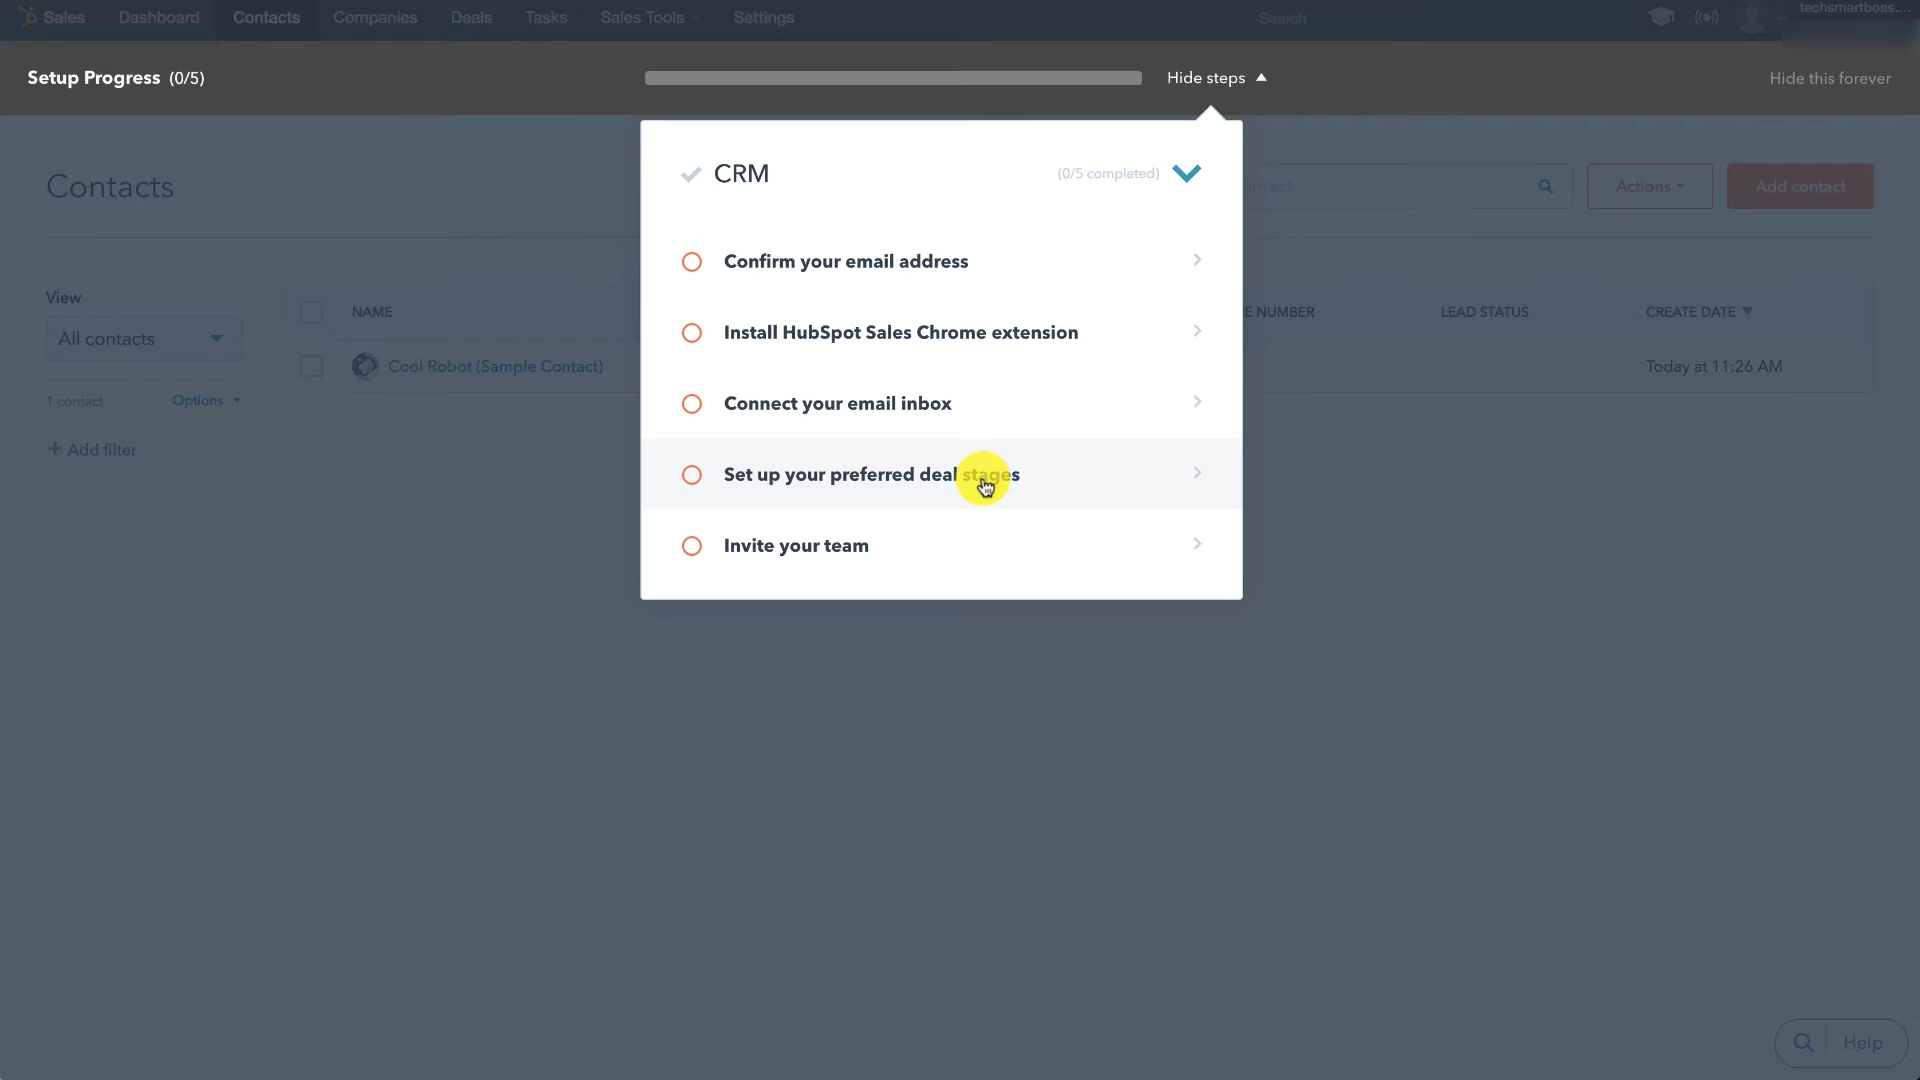 Sales Dashboard Contacts Companies Deals Tasks Sales Tools Settings Search techsmartboss....
Setup Progress (0/5) Hide steps Hide this forever
CRM (0/5 completed)
Contacts Actions Add contact
Confirm your email address
View
NAME E NUMBER LEAD STATUS CREATE DATE
All contacts
Install HubSpot Sales Chrome extension
Cool Robot (Sample Contact) Today at 11:26 AM
1 contact Options
Connect your email inbox
+ Add filter
Set up your preferred deal stages
Invite your team
Help